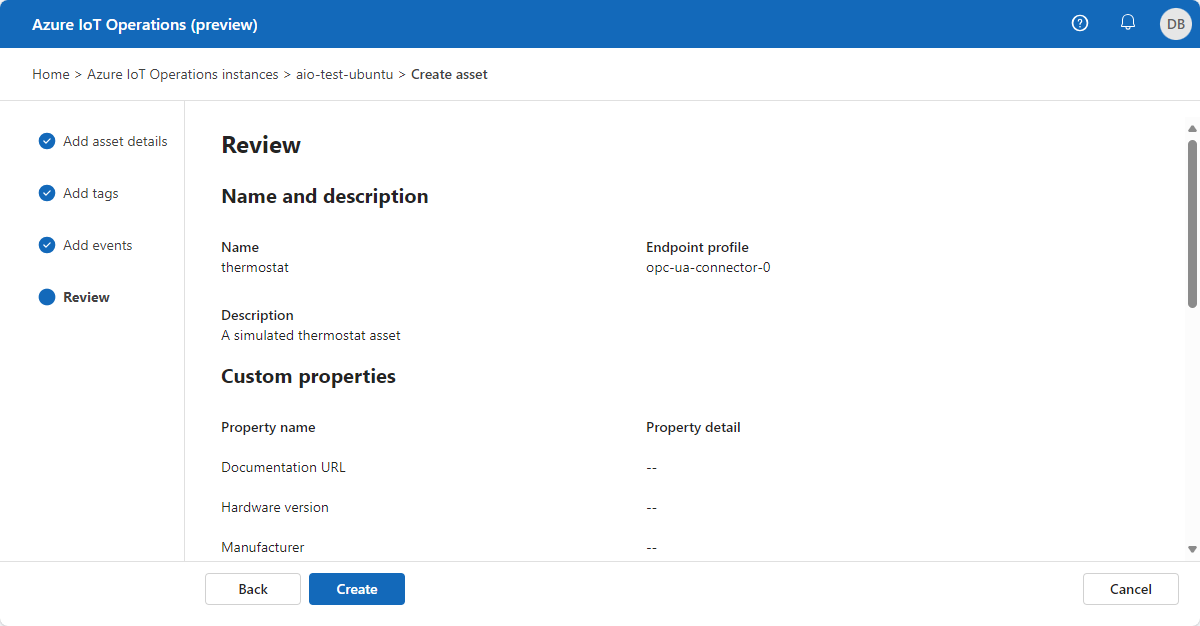 Azure IoT Operations (preview)
DB
Home > Azure IoT Operations instances > aio-test-ubuntu > Create asset
Add asset details
Add tags
Add events
Review
Review
Name and description
Name
thermostat
Endpoint profile
opc-ua-connector-0
Description
A simulated thermostat asset
Custom properties
Property name Property detail
Documentation URL --
Hardware version --
Manufacturer --
Back Create Cancel